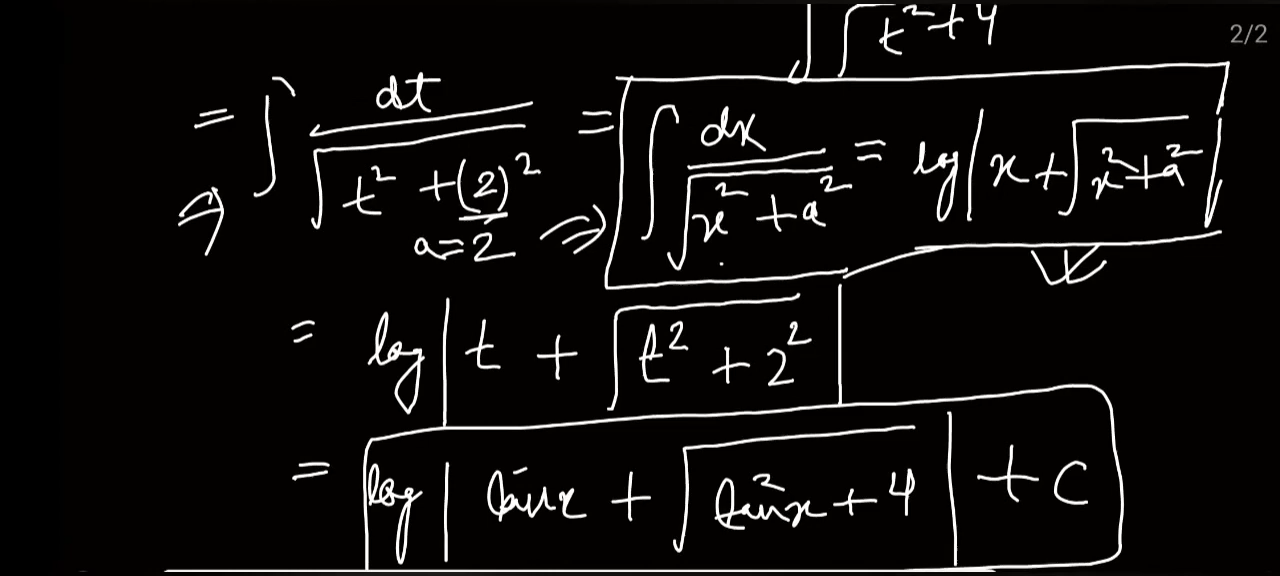 ∫ √t²+4
2/2
⇒ = ∫ dt / √t² + (2)² = ∫ dx / √x² + a² = log|x + √x² + a²|
a = 2 ⇒
= log|t + √t² + 2²|
= log|tanx + √tan²x + 4| + c